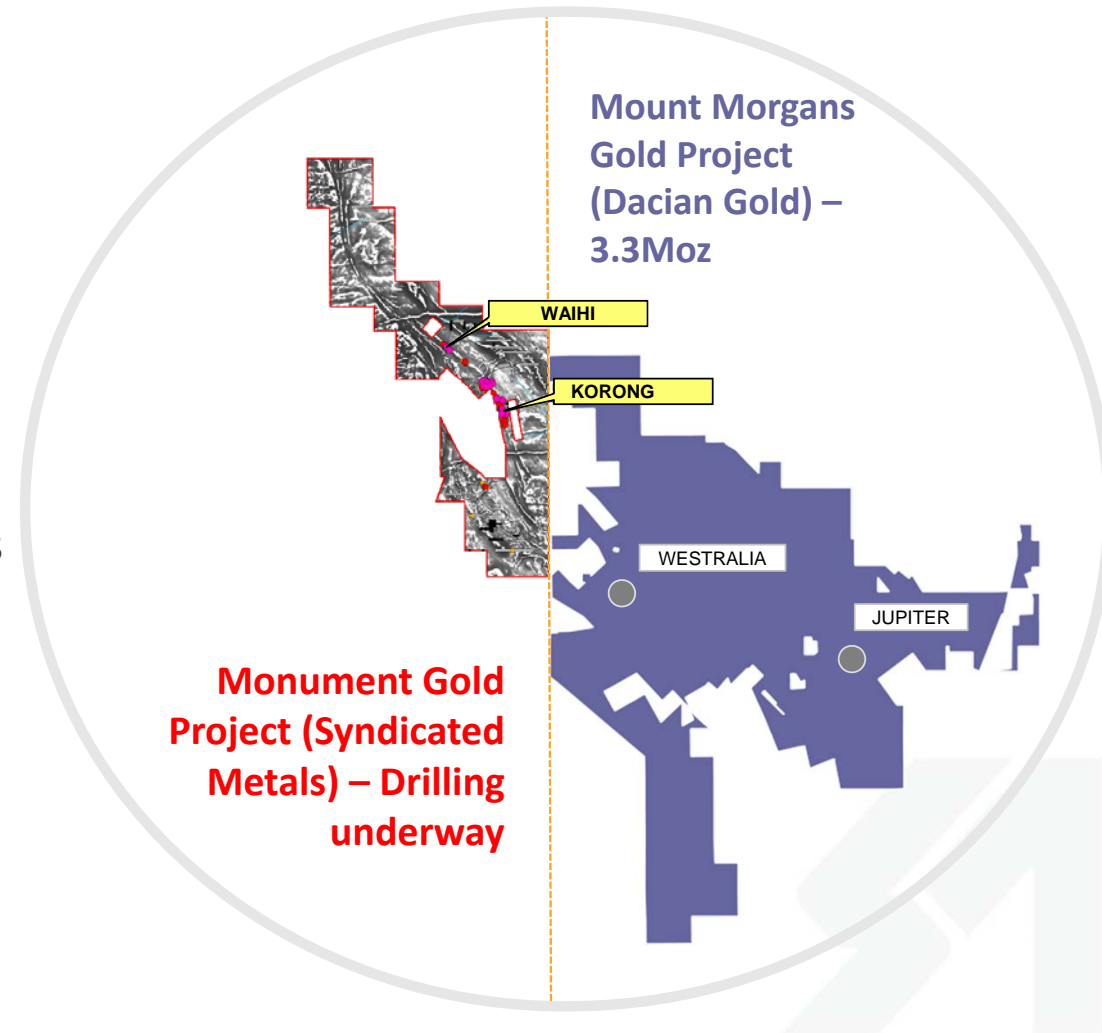 Mount Morgans
Gold Project
(Dacian Gold) –
3.3Moz
WAIHI
KORONG
WESTRALIA
JUPITER
Monument Gold
Project (Syndicated
Metals) – Drilling
underway